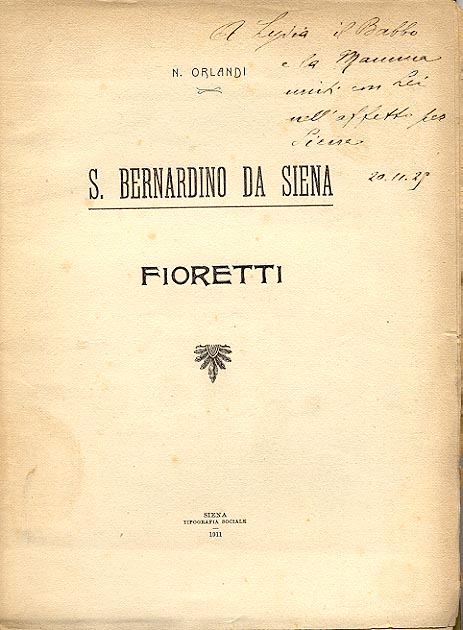 A Lydia il Babbo
e la Mamma
uniti con Lei
nell'affetto per
Siena
20.11.29
N. ORLANDI
S. BERNARDINO DA SIENA
FIORETTI
SIENA
TIPOGRAFIA SOCIALE
1911